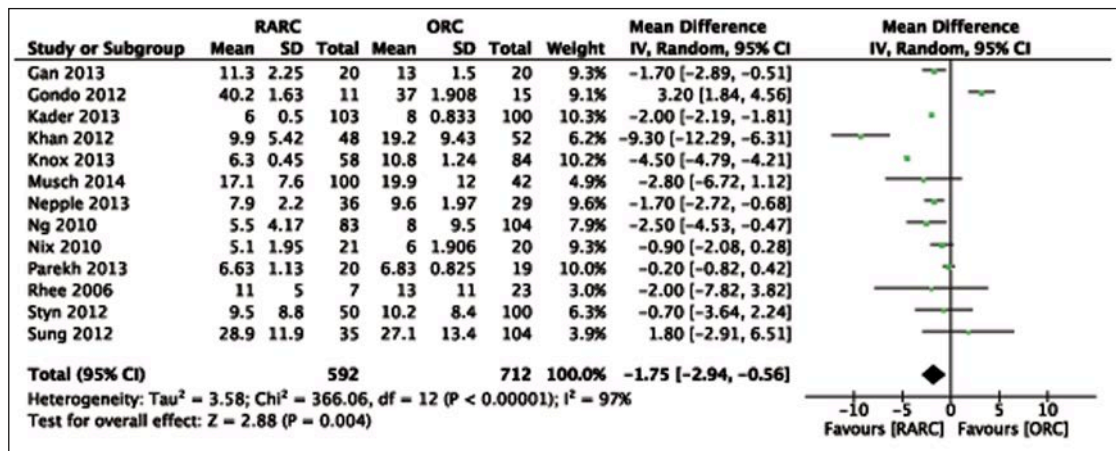 RARC ORC Mean Difference Mean Difference
Study or Subgroup Mean SD Total Mean SD Total Weight IV, Random, 95% CI IV, Random, 95% CI
Gan 2013 11.3 2.25 20 13 1.5 20 9.3% −1.70 [−2.89, −0.51]
Gondo 2012 40.2 1.63 11 37 1.908 15 9.1% 3.20 [1.84, 4.56]
Kader 2013 6 0.5 103 8 0.833 100 10.3% −2.00 [−2.19, −1.81]
Khan 2012 9.9 5.42 48 19.2 9.43 52 6.2% −9.30 [−12.29, −6.31]
Knox 2013 6.3 0.45 58 10.8 1.24 84 10.2% −4.50 [−4.79, −4.21]
Musch 2014 17.1 7.6 100 19.9 12 42 4.9% −2.80 [−6.72, 1.12]
Nepple 2013 7.9 2.2 36 9.6 1.97 29 9.6% −1.70 [−2.72, −0.68]
Ng 2010 5.5 4.17 83 8 9.5 104 7.9% −2.50 [−4.53, −0.47]
Nix 2010 5.1 1.95 21 6 1.906 20 9.3% −0.90 [−2.08, 0.28]
Parekh 2013 6.63 1.13 20 6.83 0.825 19 10.0% −0.20 [−0.82, 0.42]
Rhee 2006 11 5 7 13 11 23 3.0% −2.00 [−7.82, 3.82]
Styn 2012 9.5 8.8 50 10.2 8.4 100 7.2% −0.70 [−3.64, 2.24]
Sung 2012 28.9 11.9 35 27.1 13.4 104 3.9% 1.80 [−2.91, 6.51]
Total (95% CI) 592 712 100.0% −1.75 [−2.94, −0.56]
Heterogeneity: Tau² = 3.58; Chi² = 366.06, df = 12 (P < 0.00001); I² = 97%
Test for overall effect: Z = 2.88 (P = 0.004)
−10 −5 0 5 10
Favours [RARC] Favours [ORC]